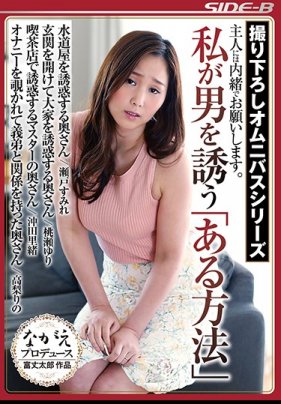 SIDE-B
撮り下ろしオムニバスシリーズ
主人には内緒でお願いします。
私が男を誘う「ある方法」
水道屋を誘惑する奥さん/瀬戸すみれ
玄関を開けて大家を誘惑する奥さん/桃瀬ゆり
喫茶店で誘惑するマスターの奥さん/沖田里緒
オナニーを覗かれて義弟と関係を持った奥さん/高梨りの
ながえ
プロデュース
富丈太郎 作品